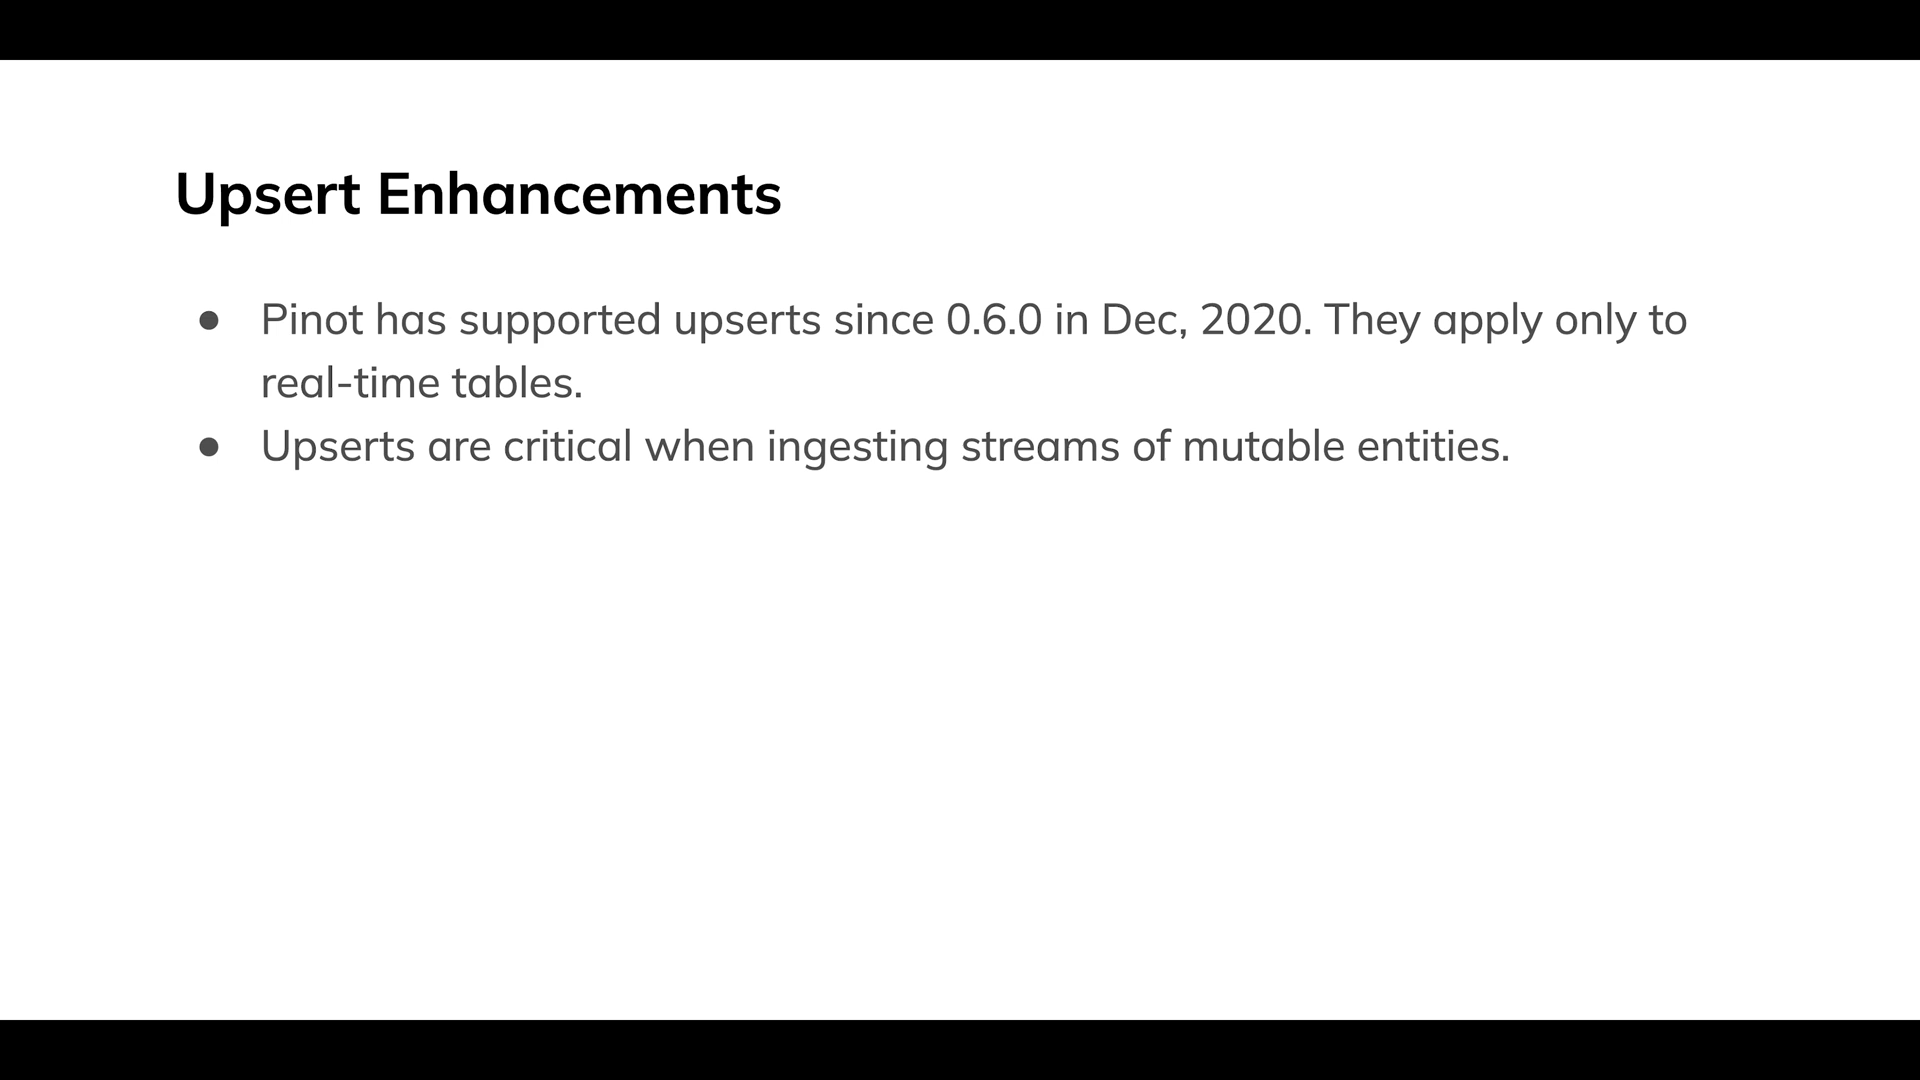 Upsert Enhancements
● Pinot has supported upserts since 0.6.0 in Dec, 2020. They apply only to
real-time tables.
● Upserts are critical when ingesting streams of mutable entities.